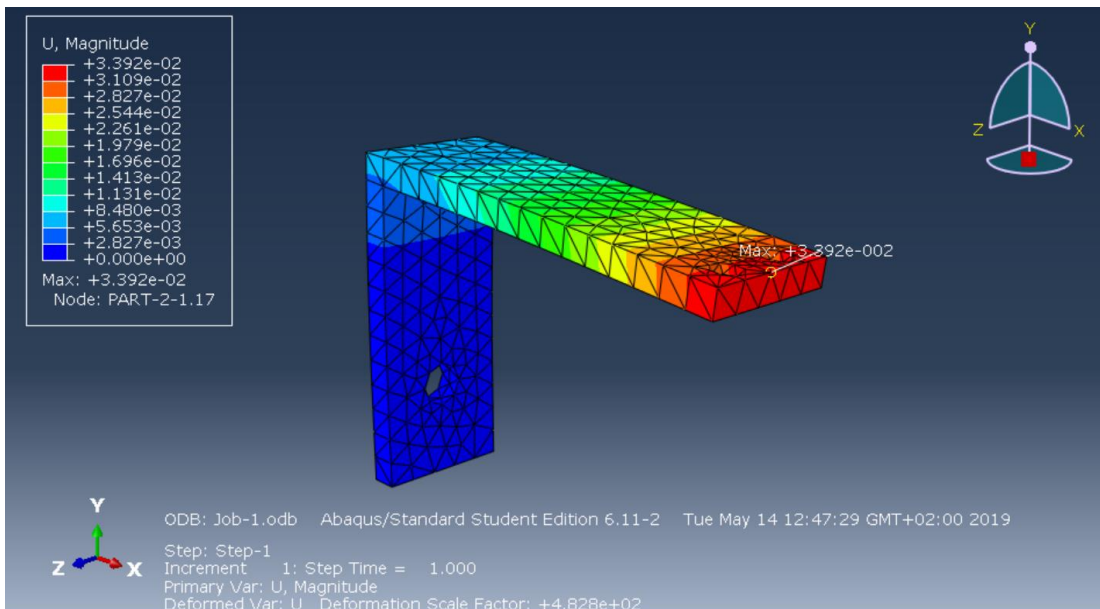 U, Magnitude
+3.392e-02
+3.109e-02
+2.827e-02
+2.544e-02
+2.261e-02
+1.979e-02
+1.696e-02
+1.413e-02
+1.131e-02
+8.480e-03
+5.653e-03
+2.827e-03
+0.000e+00
Max: +3.392e-02
Node: PART-2-1.17
Y
Z
X
Max: +3.392e-002
Y
Z
X
ODB: Job-1.odb Abaqus/Standard Student Edition 6.11-2 Tue May 14 12:47:29 GMT+02:00 2019
Step: Step-1
Increment 1: Step Time = 1.000
Primary Var: U, Magnitude
Deformed Var: U Deformation Scale Factor: +4.828e+02